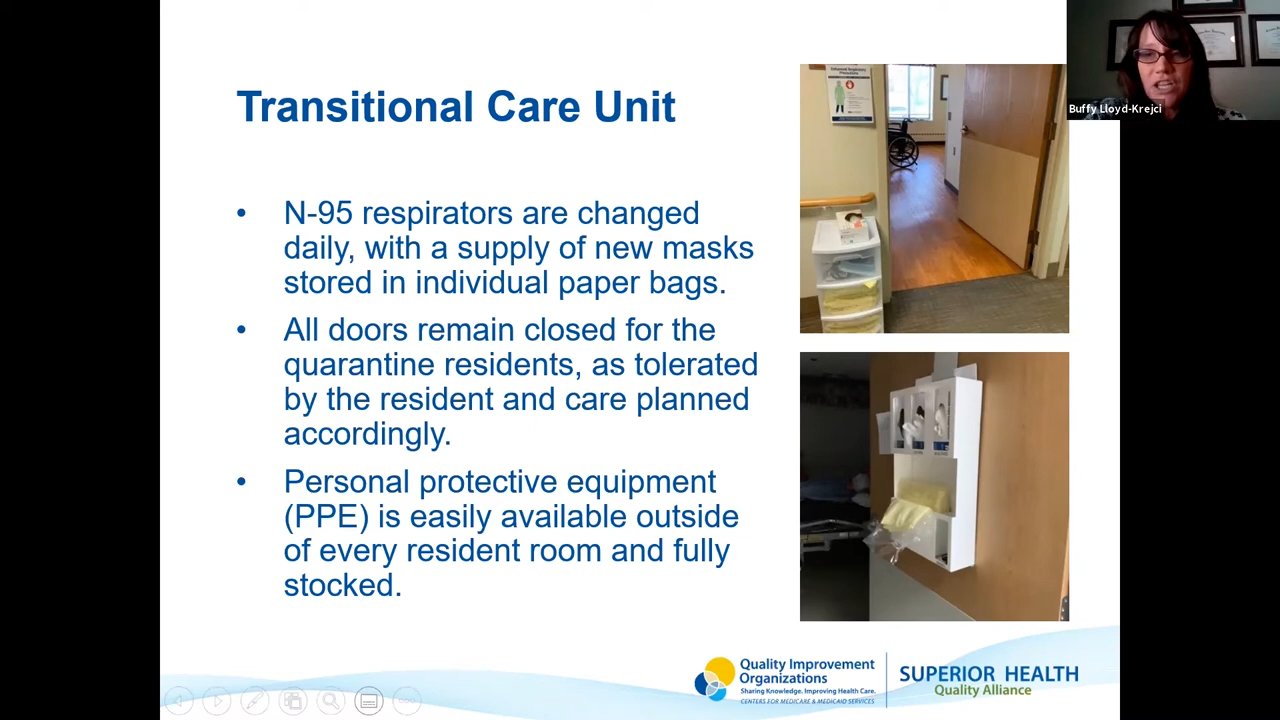 Transitional Care Unit
• N-95 respirators are changed
daily, with a supply of new masks
stored in individual paper bags.
• All doors remain closed for the
quarantine residents, as tolerated
by the resident and care planned
accordingly.
• Personal protective equipment
(PPE) is easily available outside
of every resident room and fully
stocked.
Buffy Lloyd-Krejci
Quality Improvement
Organizations
Sharing Knowledge. Improving Health Care.
CENTERS FOR MEDICARE & MEDICAID SERVICES
SUPERIOR HEALTH
Quality Alliance